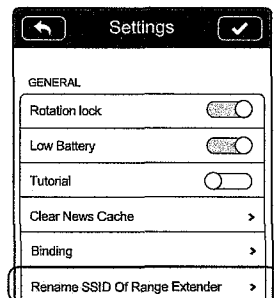 Settings
GENERAL
Rotation lock
Low Battery
Tutorial
Clear News Cache >
Binding >
Rename SSID Of Range Extender >